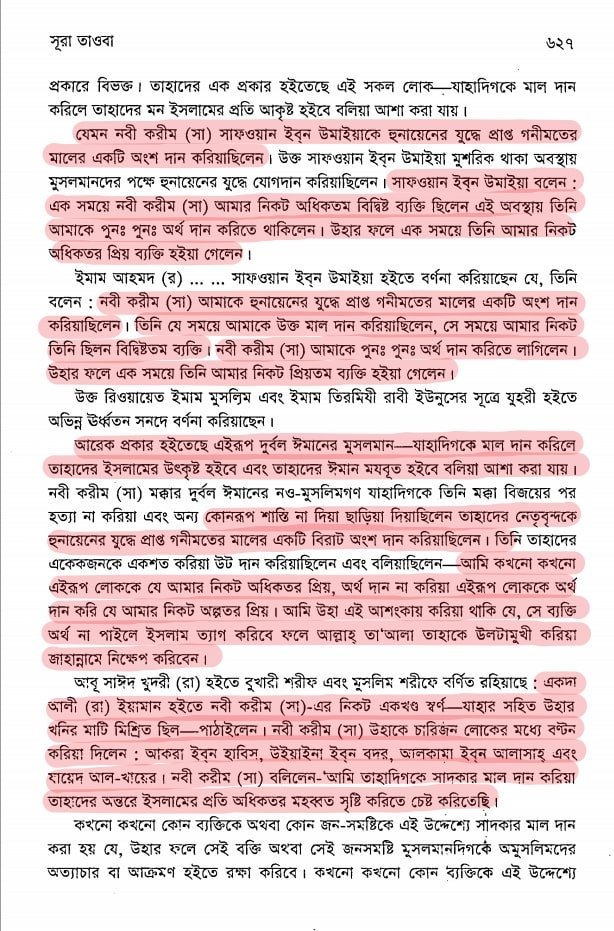 সূরা তাওবা
৬২৭
প্রকারে বিভক্ত। তাহাদের এক প্রকার হইতেছে এই সকল লোক—যাহাদিগকে মাল দান
করিলে তাহাদের মন ইসলামের প্রতি আকৃষ্ট হইবে বলিয়া আশা করা যায়।
যেমন নবী করীম (সা) সাফওয়ান ইব্‌ন উমাইয়াকে হুনায়েনের যুদ্ধে প্রাপ্ত গনীমতের
মালের একটি অংশ দান করিয়াছিলেন। উক্ত সাফওয়ান ইব্‌ন উমাইয়া মুশরিক থাকা অবস্থায়
মুসলমানদের পক্ষে হুনায়েনের যুদ্ধে যোগদান করিয়াছিলেন। সাফওয়ান ইব্‌ন উমাইয়া বলেন :
এক সময়ে নবী করীম (সা) আমার নিকট অধিকতম বিদ্বিষ্ট ব্যক্তি ছিলেন এই অবস্থায় তিনি
আমাকে পুনঃ পুনঃ অর্থ দান করিতে থাকিলেন। উহার ফলে এক সময়ে তিনি আমার নিকট
অধিকতর প্রিয় ব্যক্তি হইয়া গেলেন।
ইমাম আহমদ (র) ... ... সাফওয়ান ইব্‌ন উমাইয়া হইতে বর্ণনা করিয়াছেন যে, তিনি
বলেন : নবী করীম (সা) আমাকে হুনায়েনের যুদ্ধে প্রাপ্ত গনীমতের মালের একটি অংশ দান
করিয়াছিলেন। তিনি যে সময়ে আমাকে উক্ত মাল দান করিয়াছিলেন, সে সময়ে আমার নিকট
তিনি ছিলন বিদ্বিষ্টতম ব্যক্তি। নবী করীম (সা) আমাকে পুনঃ পুনঃ অর্থ দান করিতে লাগিলেন।
উহার ফলে এক সময়ে তিনি আমার নিকট প্রিয়তম ব্যক্তি হইয়া গেলেন।
উক্ত রিওয়ায়েত ইমাম মুসলিম এবং ইমাম তিরমিযী রাবী ইউনুসের সূত্রে যুহরী হইতে
অভিন্ন ঊর্ধ্বতন সনদে বর্ণনা করিয়াছেন।
আরেক প্রকার হইতেছে এইরূপ দুর্বল ঈমানের মুসলমান—যাহাদিগকে মাল দান করিলে
তাহাদের ইসলামের উৎকৃষ্ট হইবে এবং তাহাদের ঈমান মযবূত হইবে বলিয়া আশা করা যায়।
নবী করীম (সা) মক্কার দুর্বল ঈমানের নও-মুসলিমগণ যাহাদিগকে তিনি মক্কা বিজয়ের পর
হত্যা না করিয়া এবং অন্য কোনরূপ শাস্তি না দিয়া ছাড়িয়া দিয়াছিলেন তাহাদের নেতৃবৃন্দকে
হুনায়েনের যুদ্ধে প্রাপ্ত গনীমতের মালের একটি বিরাট অংশ দান করিয়াছিলেন। তিনি তাহাদের
একেকজনকে একশত করিয়া উট দান করিয়াছিলেন এবং বলিয়াছিলেন—আমি কখনো কখনো
এইরূপ লোককে যে আমার নিকট অধিকতর প্রিয়, অর্থ দান না করিয়া এইরূপ লোককে অর্থ
দান করি যে আমার নিকট অল্পতর প্রিয়। আমি উহা এই আশংকায় করিয়া থাকি যে, সে ব্যক্তি
অর্থ না পাইলে ইসলাম ত্যাগ করিবে ফলে আল্লাহ্ তা'আলা তাহাকে উলটামুখী করিয়া
জাহান্নামে নিক্ষেপ করিবেন।
আবূ সাঈদ খুদরী (রা) হইতে বুখারী শরীফ এবং মুসলিম শরীফে বর্ণিত রহিয়াছে : একদা
আলী (রা) ইয়ামান হইতে নবী করীম (সা)-এর নিকট একখণ্ড স্বর্ণ—যাহার সহিত উহার
খনির মাটি মিশ্রিত ছিল—পাঠাইলেন। নবী করীম (সা) উহাকে চারিজন লোকের মধ্যে বণ্টন
করিয়া দিলেন : আকরা ইব্‌ন হাবিস, উইয়াইনা ইব্‌ন বদর, আলকামা ইব্‌ন আলাসাহ্ এবং
যায়েদ আল-খায়ের। নবী করীম (সা) বলিলেন-'আমি তাহাদিগকে সাদকার মাল দান করিয়া
তাহাদের অন্তরে ইসলামের প্রতি অধিকতর মহব্বত সৃষ্টি করিতে চেষ্ট করিতেছি।
কখনো কখনো কোন ব্যক্তিকে অথবা কোন জন-সমষ্টিকে এই উদ্দেশ্যে সাদকার মাল দান
করা হয় যে, উহার ফলে সেই বক্তি অথবা সেই জনসমষ্টি মুসলমানদিগকে অমুসলিমদের
অত্যাচার বা আক্রমণ হইতে রক্ষা করিবে। কখনো কখনো কোন ব্যক্তিকে এই উদ্দেশ্যে